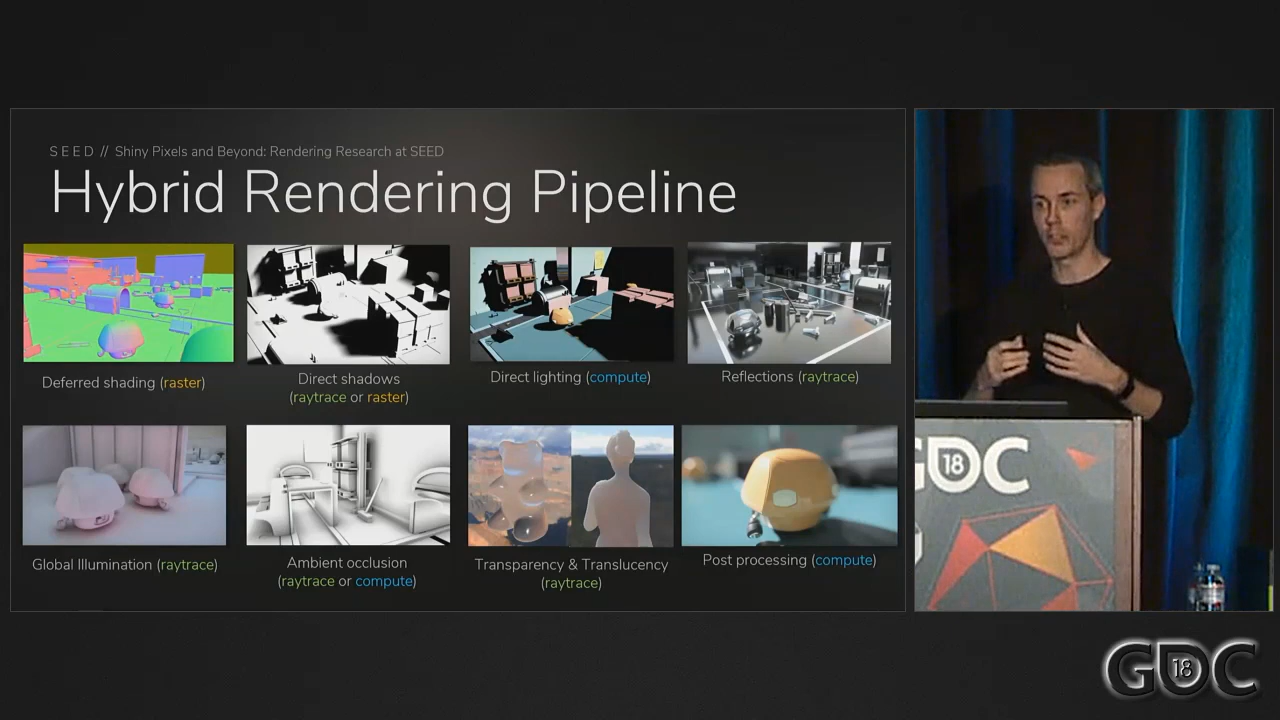 SEED // Shiny Pixels and Beyond: Rendering Research at SEED
Hybrid Rendering Pipeline
Deferred shading (raster)
Direct shadows
(raytrace or raster)
Direct lighting (compute)
Reflections (raytrace)
Global Illumination (raytrace)
Ambient occlusion
(raytrace or compute)
Transparency & Translucency
(raytrace)
Post processing (compute)
GDC
18
GDC
18